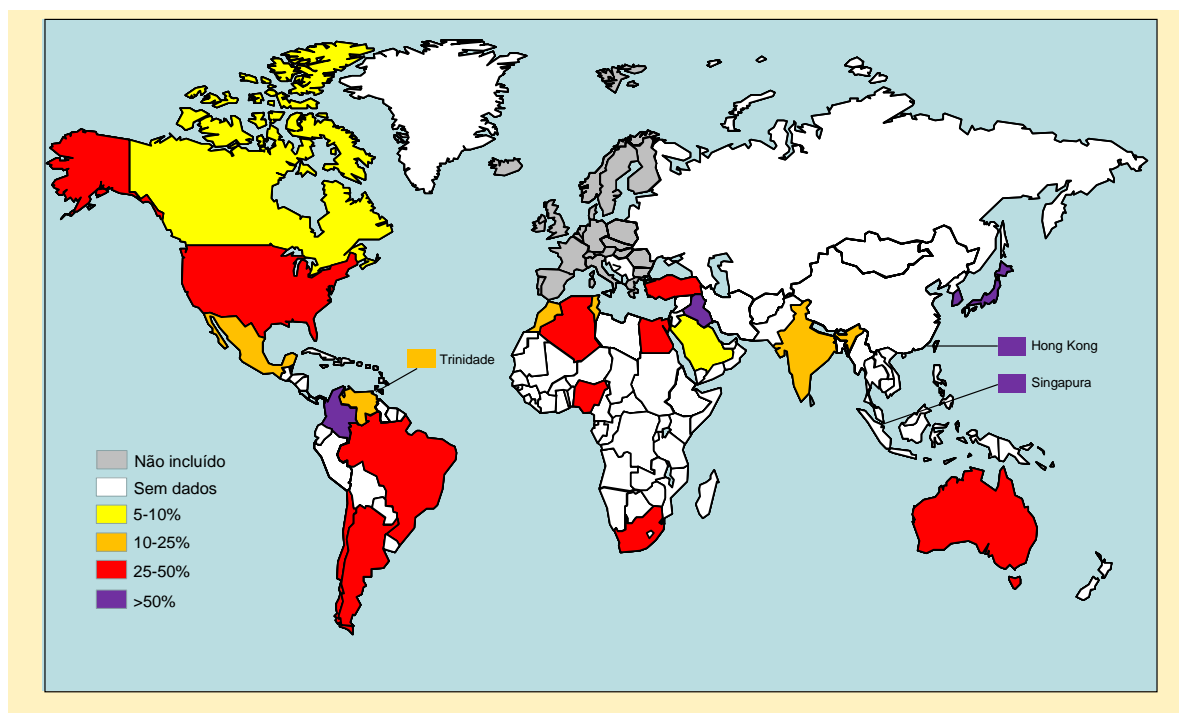 Hong Kong
Trinidade
Singapura
Não incluído
Sem dados
5-10%
10-25%
25-50%
>50%